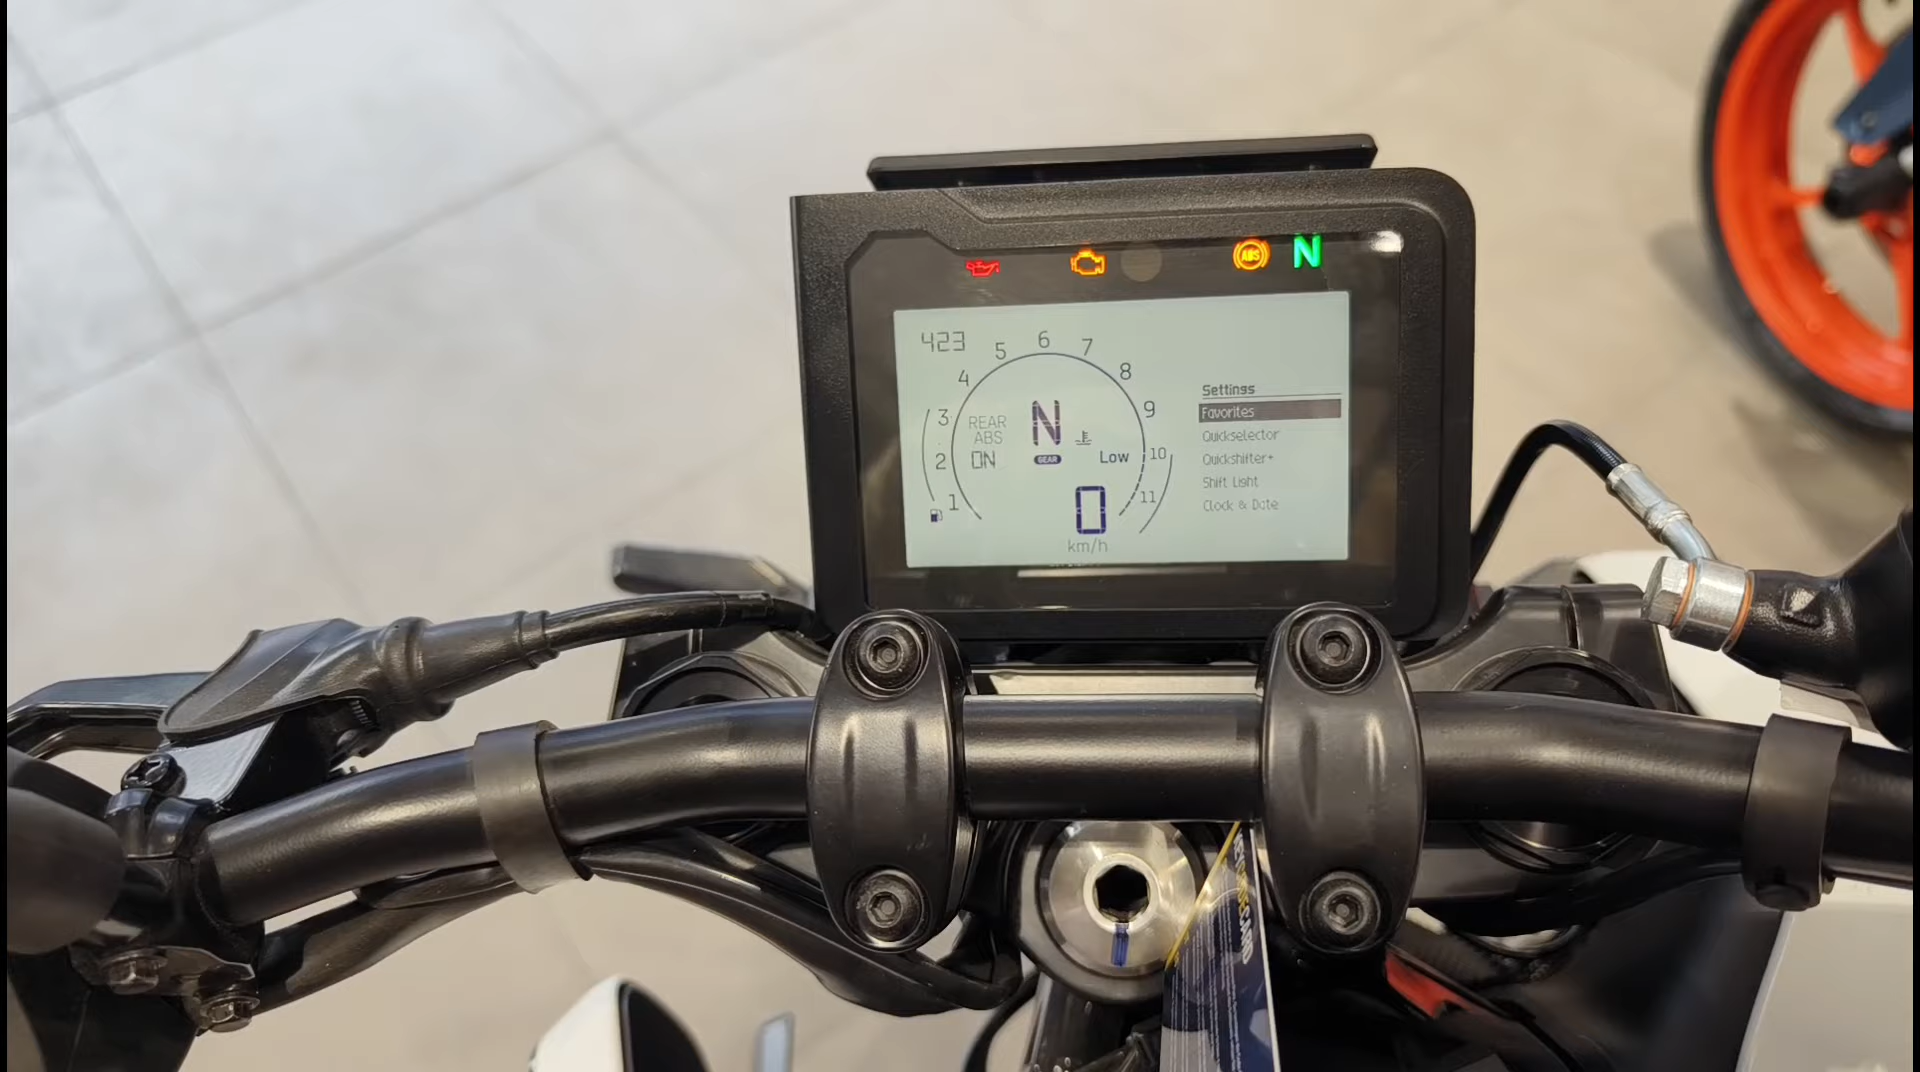 ABS N
423
1 2 3 4 5 6 7 8 9 10 11
REAR
ABS
ON
N
GEAR
Low
0
km/h
Settings
Favorites
Quickselector
Quickshifter+
Shift Light
Clock & Date